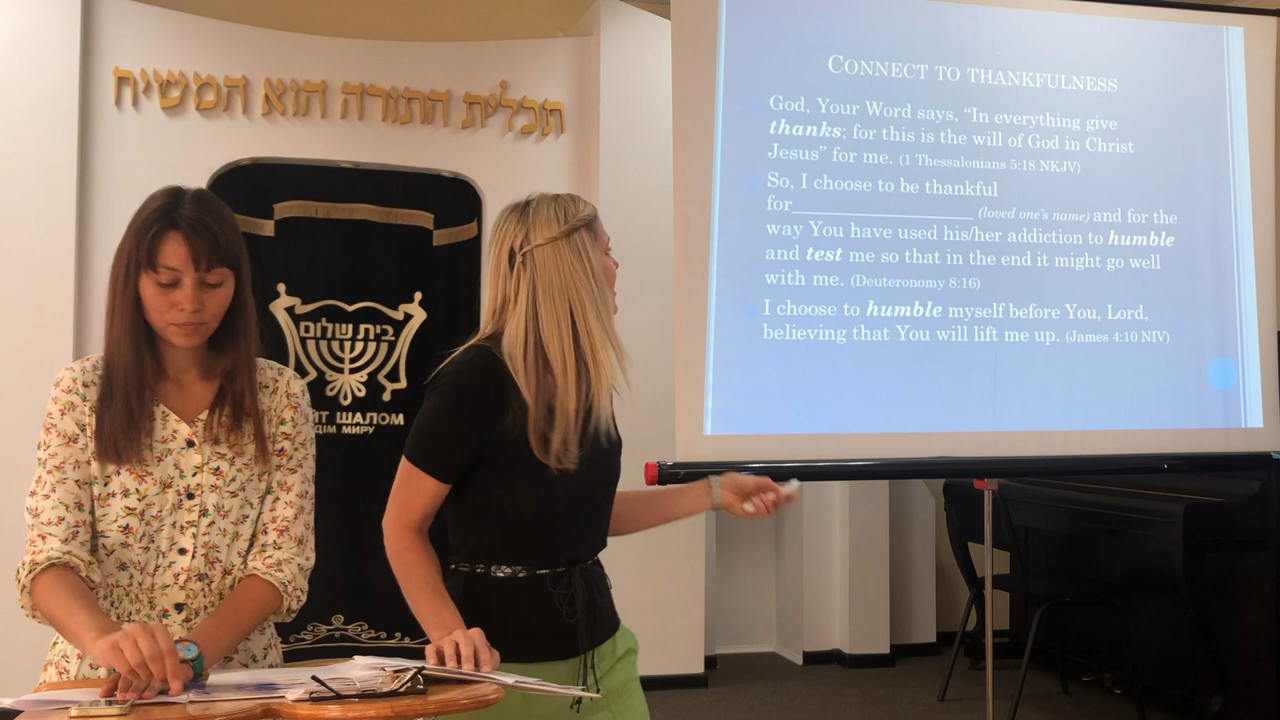 תכלית התורה הוא המשיח
בית שלום
ЙТ ШАЛОМ
ДІМ МИРУ
CONNECT TO THANKFULNESS
God, Your Word says, “In everything give
thanks; for this is the will of God in Christ
Jesus” for me. (1 Thessalonians 5:18 NKJV)
So, I choose to be thankful
for__________________ (loved one's name) and for the
way You have used his/her addiction to humble
and test me so that in the end it might go well
with me. (Deuteronomy 8:16)
I choose to humble myself before You, Lord,
believing that You will lift me up. (James 4:10 NIV)